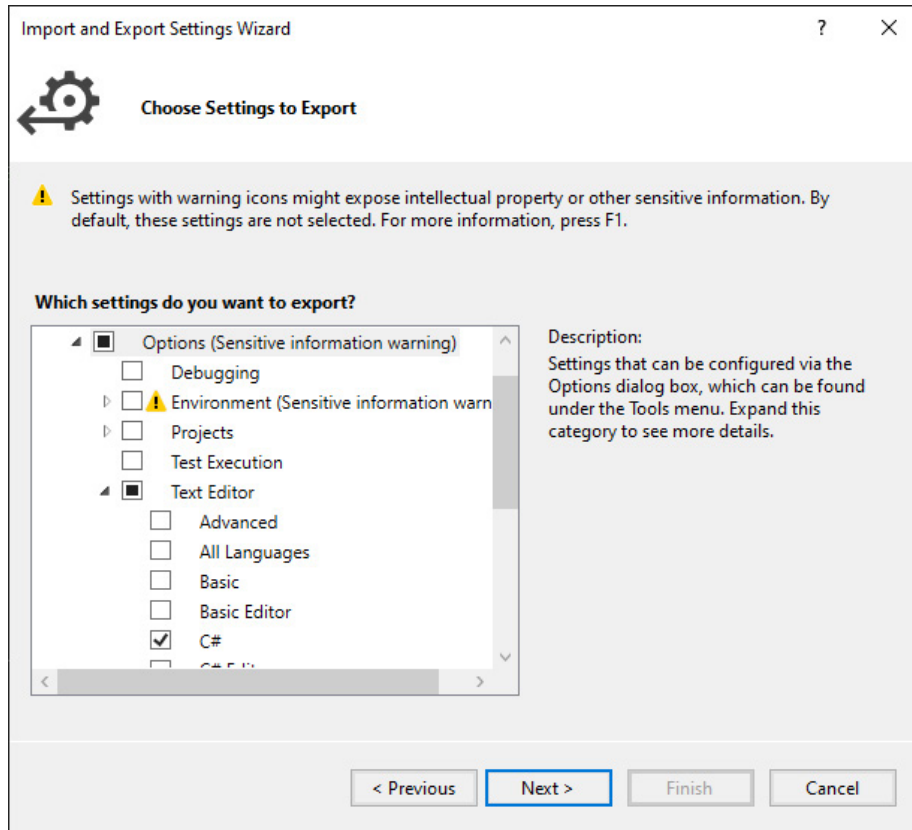 Import and Export Settings Wizard
?
Choose Settings to Export
Settings with warning icons might expose intellectual property or other sensitive information. By
default, these settings are not selected. For more information, press F1.
Which settings do you want to export?
Options (Sensitive information warning)
Debugging
Environment (Sensitive information warn
Projects
Test Execution
Text Editor
Advanced
All Languages
Basic
Basic Editor
C#
Description:
Settings that can be configured via the
Options dialog box, which can be found
under the Tools menu. Expand this
category to see more details.
< Previous
Next >
Finish
Cancel